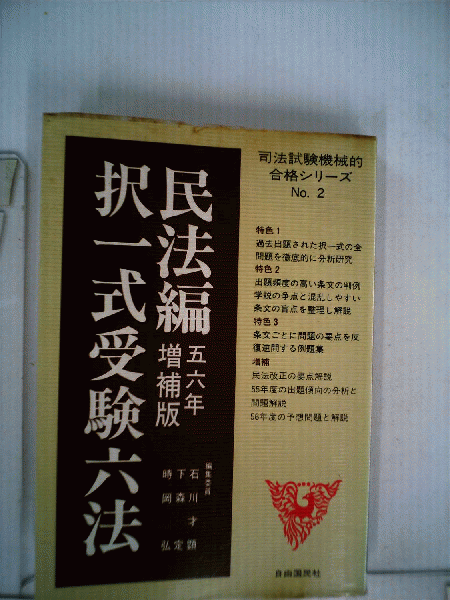 司法試験機械的
合格シリーズ
No. 2
民法編
択一式受験六法
五六年
増補版
特色1
過去出題された択一式の全
問題を徹底的に分析研究
特色2
出題頻度の高い条文の判例
学説の争点と混乱しやすい
条文の盲点を整理し解説
特色3
条文ごとに問題の要点を反
復連問する例題集
増補
民法改正の要点解説
55年度の出題傾向の分析と
問題解説
56年度の予想問題と解説
編集委員
石川才顕
下森定
時岡弘
自由国民社